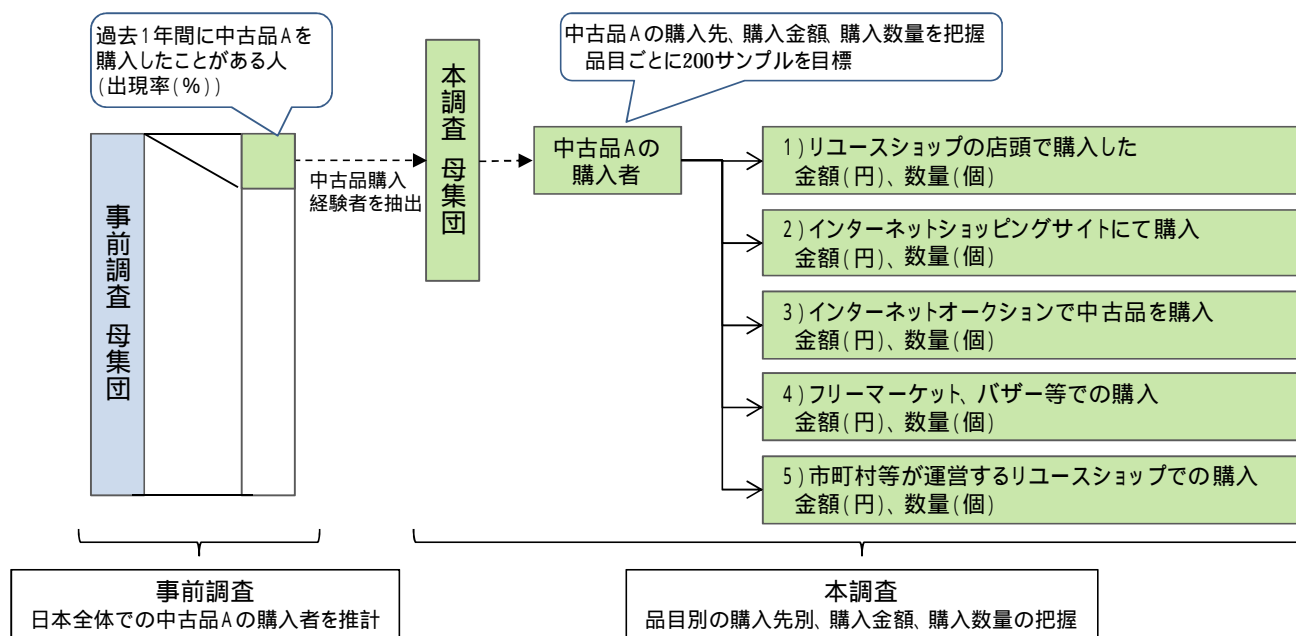 過去1年間に中古品Aを
購入したことがある人
(出現率(%))
事前調査 母集団
中古品購入
経験者を抽出
本調査 母集団
中古品Aの購入先、購入金額、購入数量を把握
品目ごとに200サンプルを目標
中古品Aの
購入者
1)リユースショップの店頭で購入した
金額(円)、数量(個)
2)インターネットショッピングサイトにて購入
金額(円)、数量(個)
3)インターネットオークションで中古品を購入
金額(円)、数量(個)
4)フリーマーケット、バザー等での購入
金額(円)、数量(個)
5)市町村等が運営するリユースショップでの購入
金額(円)、数量(個)
事前調査
日本全体での中古品Aの購入者を推計
本調査
品目別の購入先別、購入金額、購入数量の把握